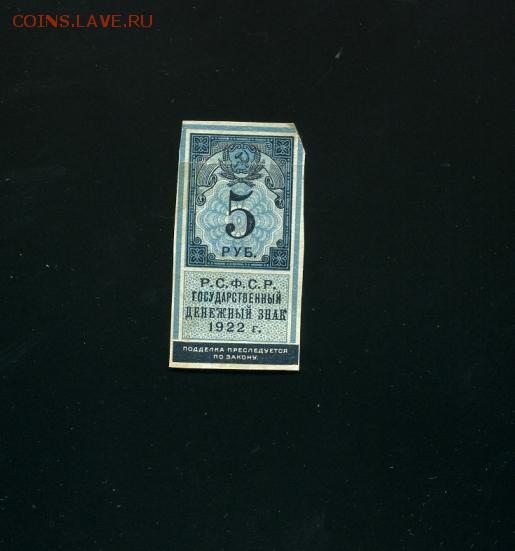 COINS.LAVE.RU
5
РУБ.
Р.С.Ф.С.Р.
ГОСУДАРСТВЕННЫЙ
ДЕНЕЖНЫЙ ЗНАК
1922 г.
ПОДДЕЛКА ПРЕСЛЕДУЕТСЯ
ПО ЗАКОНУ.